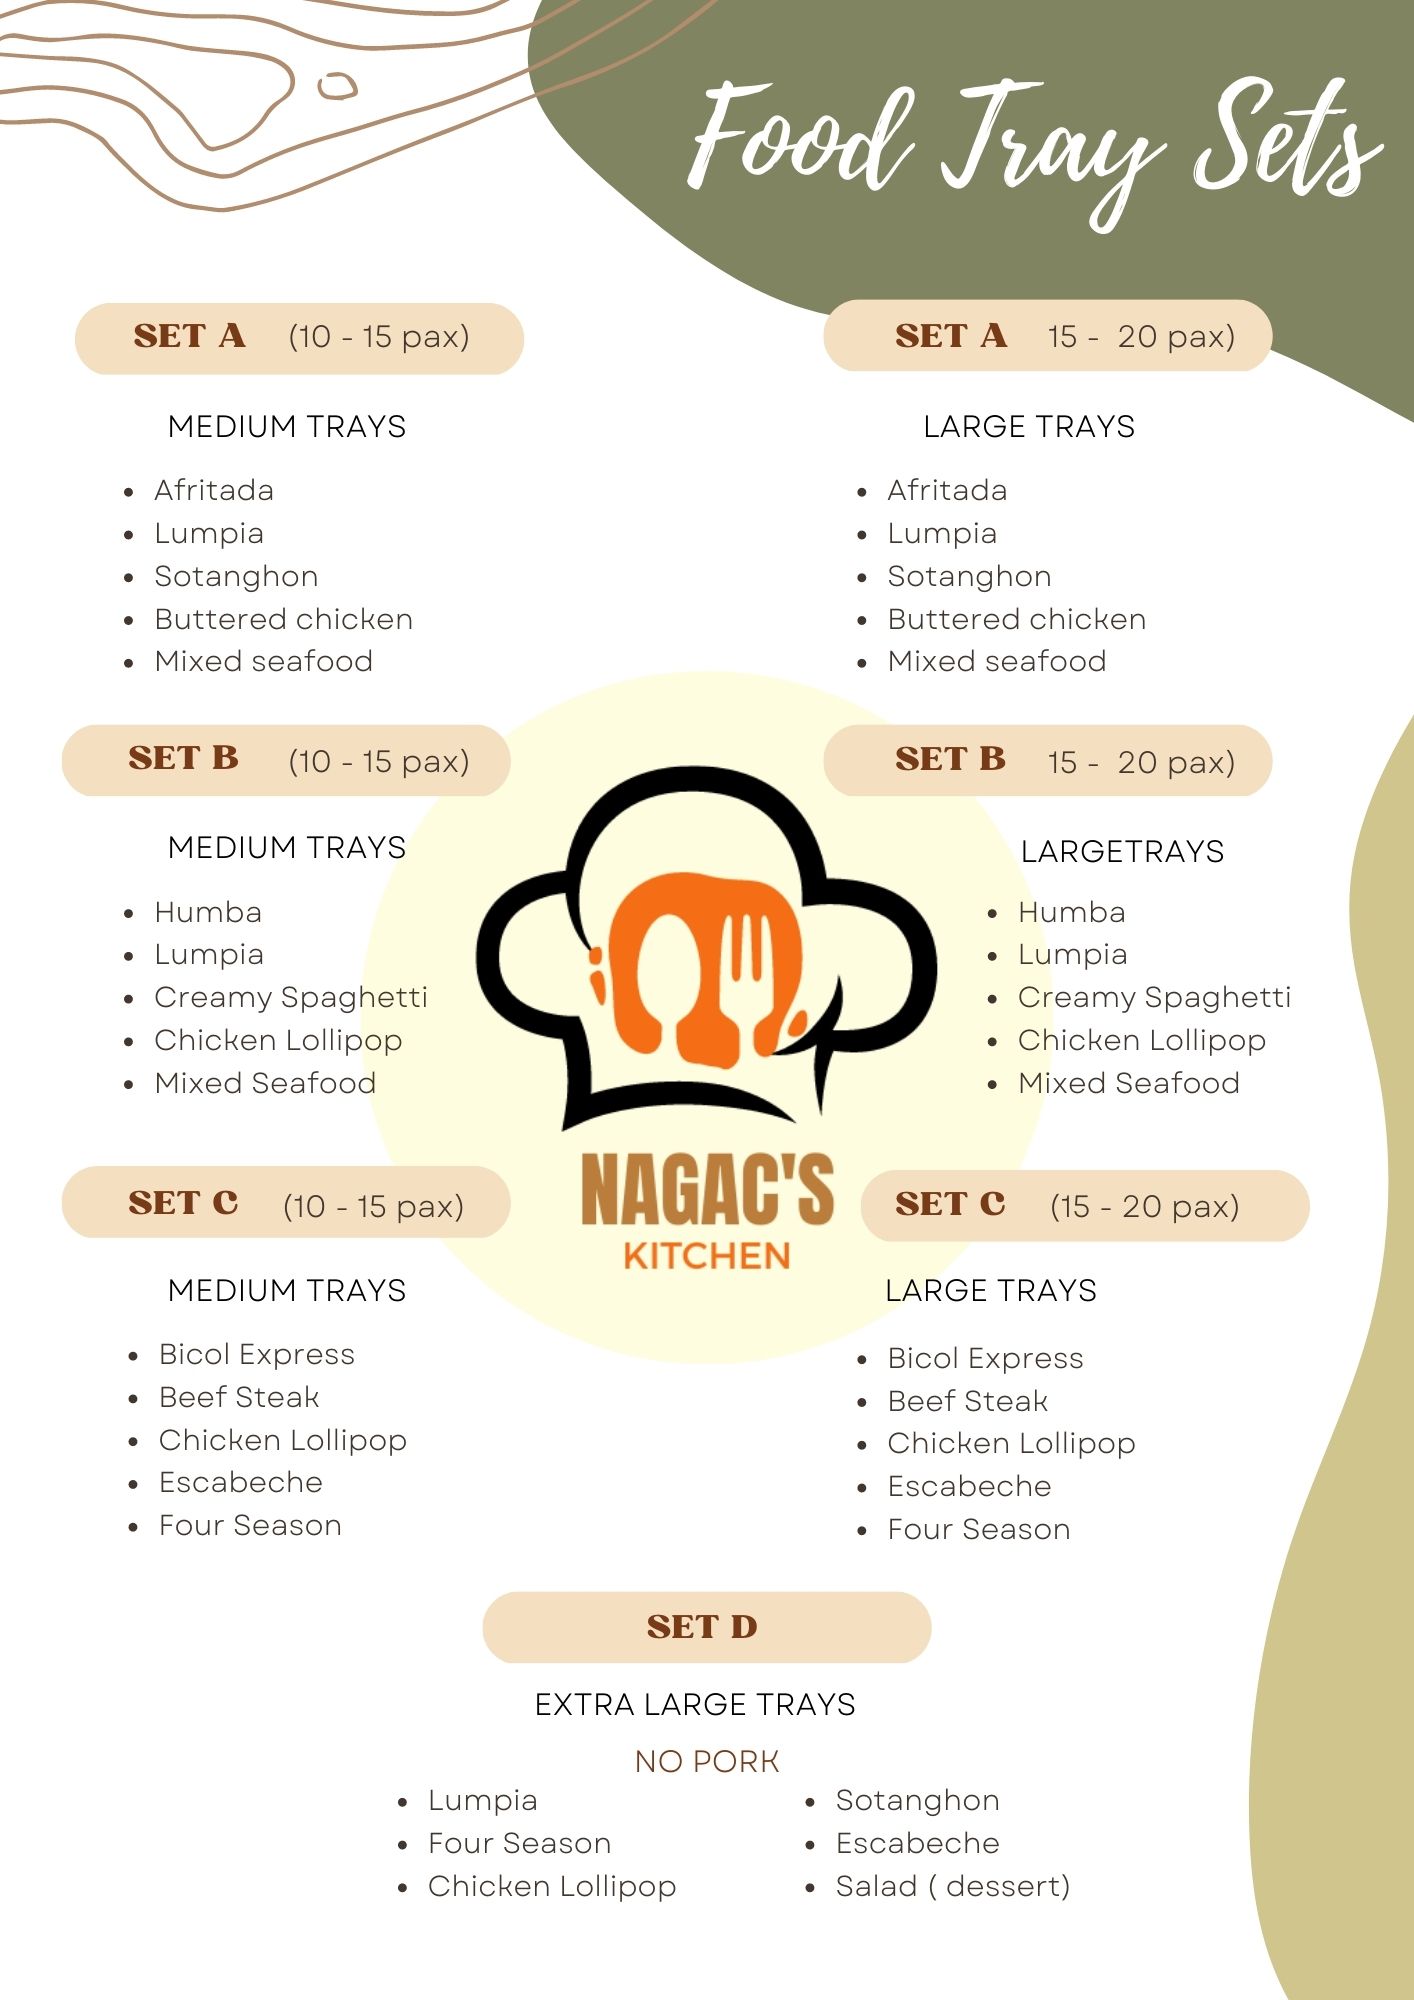 Food Tray Sets
SET A (10 - 15 pax)
MEDIUM TRAYS
• Afritada
• Lumpia
• Sotanghon
• Buttered chicken
• Mixed seafood
SET A 15 - 20 pax)
LARGE TRAYS
• Afritada
• Lumpia
• Sotanghon
• Buttered chicken
• Mixed seafood
SET B (10 - 15 pax)
MEDIUM TRAYS
• Humba
• Lumpia
• Creamy Spaghetti
• Chicken Lollipop
• Mixed Seafood
SET B 15 - 20 pax)
LARGETRAYS
• Humba
• Lumpia
• Creamy Spaghetti
• Chicken Lollipop
• Mixed Seafood
NAGAC'S
KITCHEN
SET C (10 - 15 pax)
MEDIUM TRAYS
• Bicol Express
• Beef Steak
• Chicken Lollipop
• Escabeche
• Four Season
SET C (15 - 20 pax)
LARGE TRAYS
• Bicol Express
• Beef Steak
• Chicken Lollipop
• Escabeche
• Four Season
SET D
EXTRA LARGE TRAYS
NO PORK
• Lumpia
• Four Season
• Chicken Lollipop
• Sotanghon
• Escabeche
• Salad ( dessert)